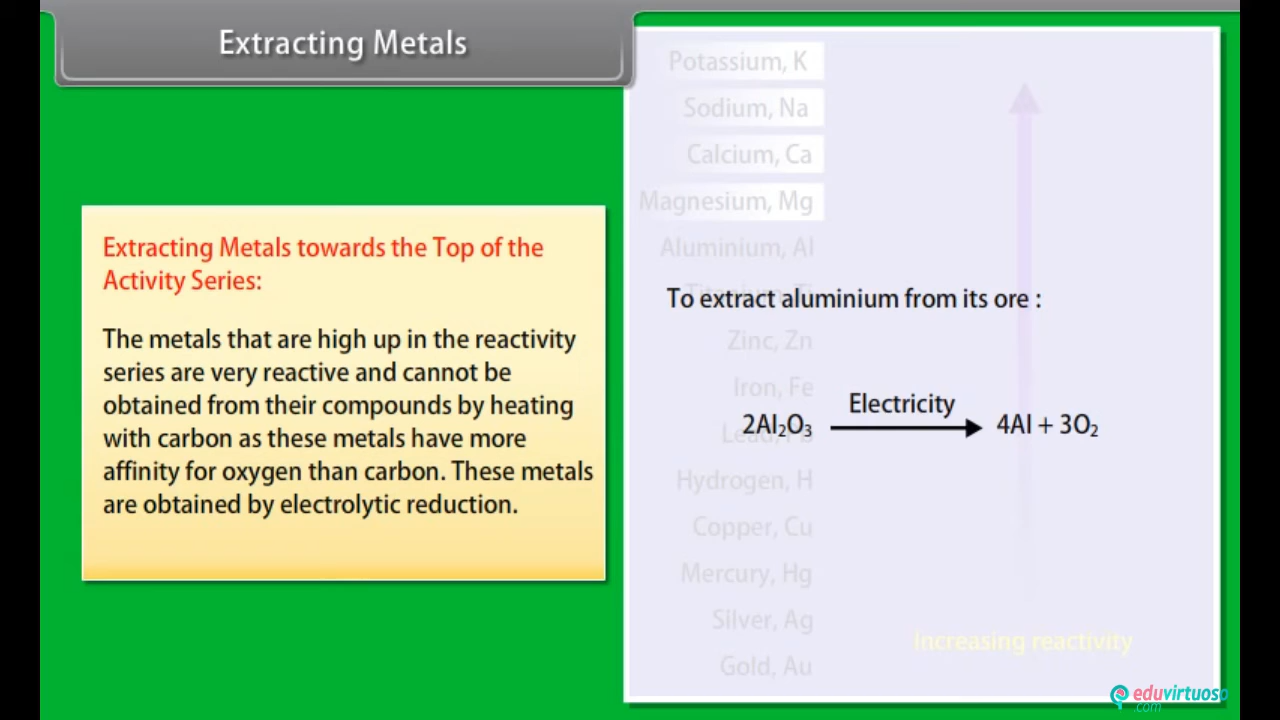 Extracting Metals
Extracting Metals towards the Top of the
Activity Series:
The metals that are high up in the reactivity
series are very reactive and cannot be
obtained from their compounds by heating
with carbon as these metals have more
affinity for oxygen than carbon. These metals
are obtained by electrolytic reduction.
Potassium, K
Sodium, Na
Calcium, Ca
Magnesium, Mg
Aluminium, Al
Titanium, Ti
To extract aluminium from its ore :
Zinc, Zn
Iron, Fe
Electricity
2Al₂O₃ 4Al + 3O₂
Lead, Pb
Hydrogen, H
Copper, Cu
Mercury, Hg
Silver, Ag
Increasing reactivity
Gold, Au
eduvirtuoso
.com